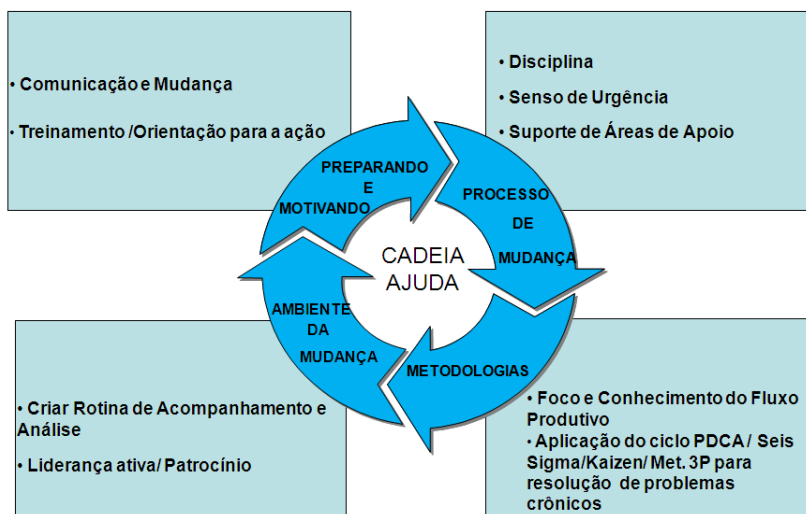 • Comunicação e Mudança
• Treinamento /Orientação para a ação
• Disciplina
• Senso de Urgência
• Suporte de Áreas de Apoio
PREPARANDO
E
MOTIVANDO
PROCESSO
DE
MUDANÇA
CADEIA
AJUDA
AMBIENTE
DA
MUDANÇA
METODOLOGIAS
• Criar Rotina de Acompanhamento e
Análise
• Liderança ativa/ Patrocínio
• Foco e Conhecimento do Fluxo
Produtivo
• Aplicação do ciclo PDCA / Seis
Sigma/Kaizen/ Met. 3P para
resolução de problemas
crônicos